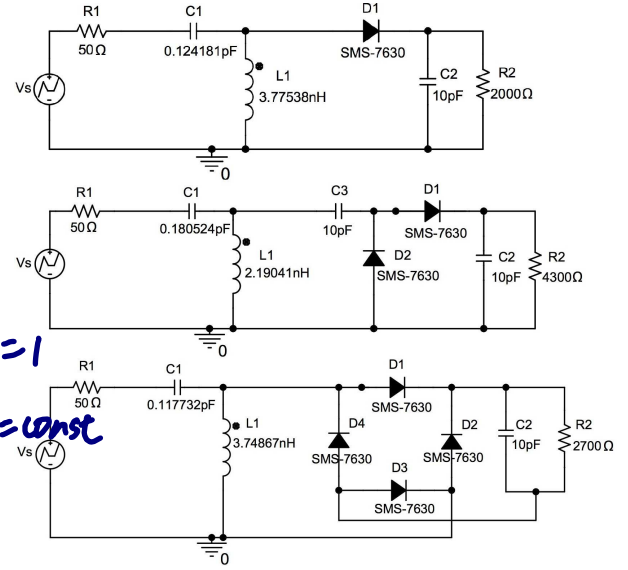 R1 C1 D1
50Ω 0.124181pF SMS-7630
Vs L1 C2 R2
3.77538nH 10pF 2000Ω
0
R1 C1 C3 D1
50Ω 0.180524pF 10pF SMS-7630
Vs L1 D2 C2 R2
2.19041nH SMS-7630 10pF 4300Ω
0
=1
R1 C1 D1
50Ω 0.117732pF SMS-7630
=const
Vs L1 D4 D2 C2 R2
3.74867nH SMS-7630 SMS-7630 10pF 2700Ω
D3
SMS-7630
0